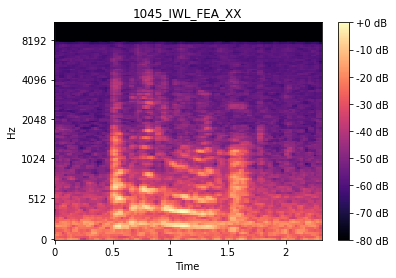 1045_IWL_FEA_XX
+0 dB
8192
-10 dB
4096
-20 dB
-30 dB
2048
Hz
-40 dB
1024
-50 dB
512
-60 dB
-70 dB
0
-80 dB
0 0.5 1 1.5 2
Time